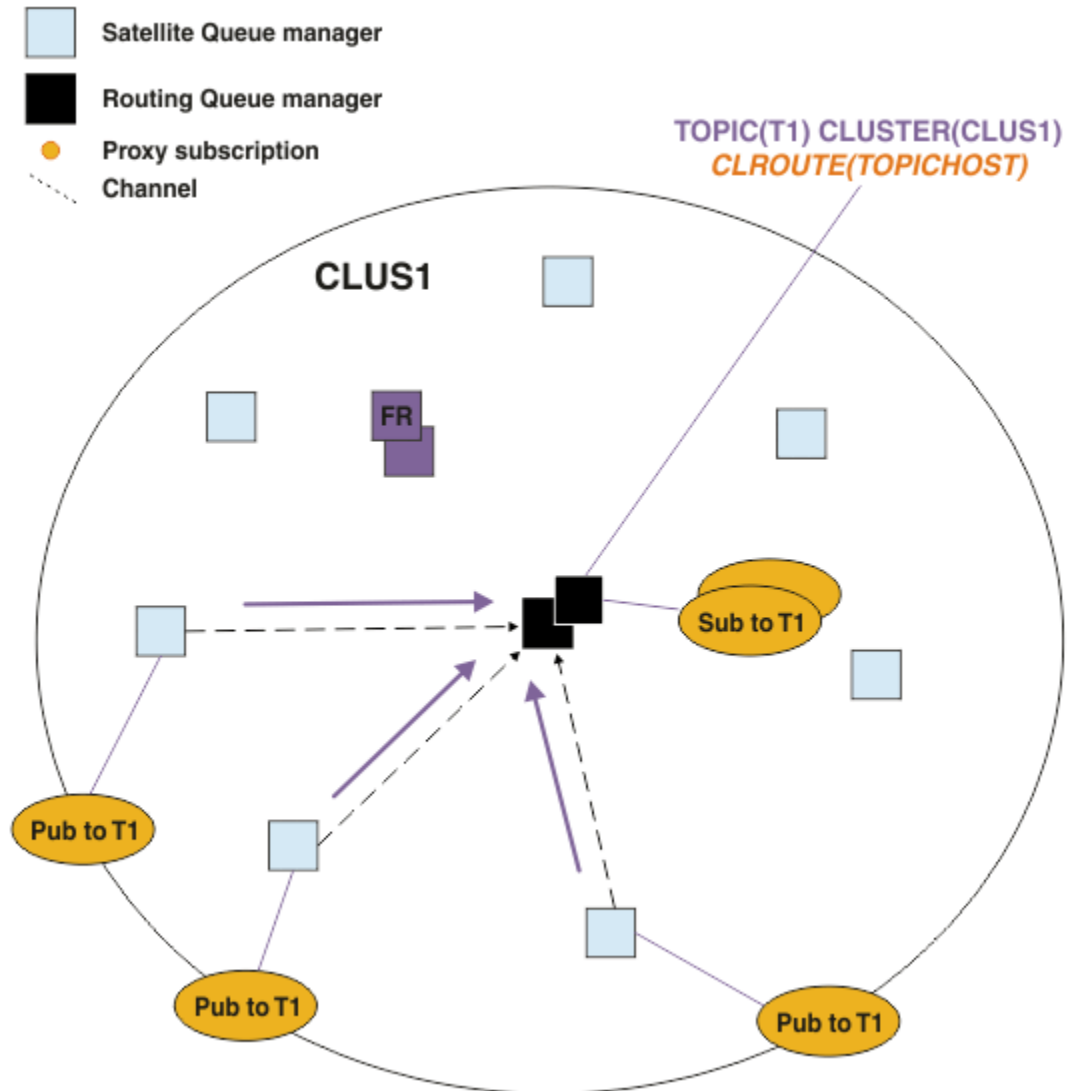 Satellite Queue manager
Routing Queue manager
Proxy subscription
Channel
TOPIC(T1) CLUSTER(CLUS1)
CLROUTE(TOPICHOST)
CLUS1
FR
Sub to T1
Pub to T1
Pub to T1
Pub to T1